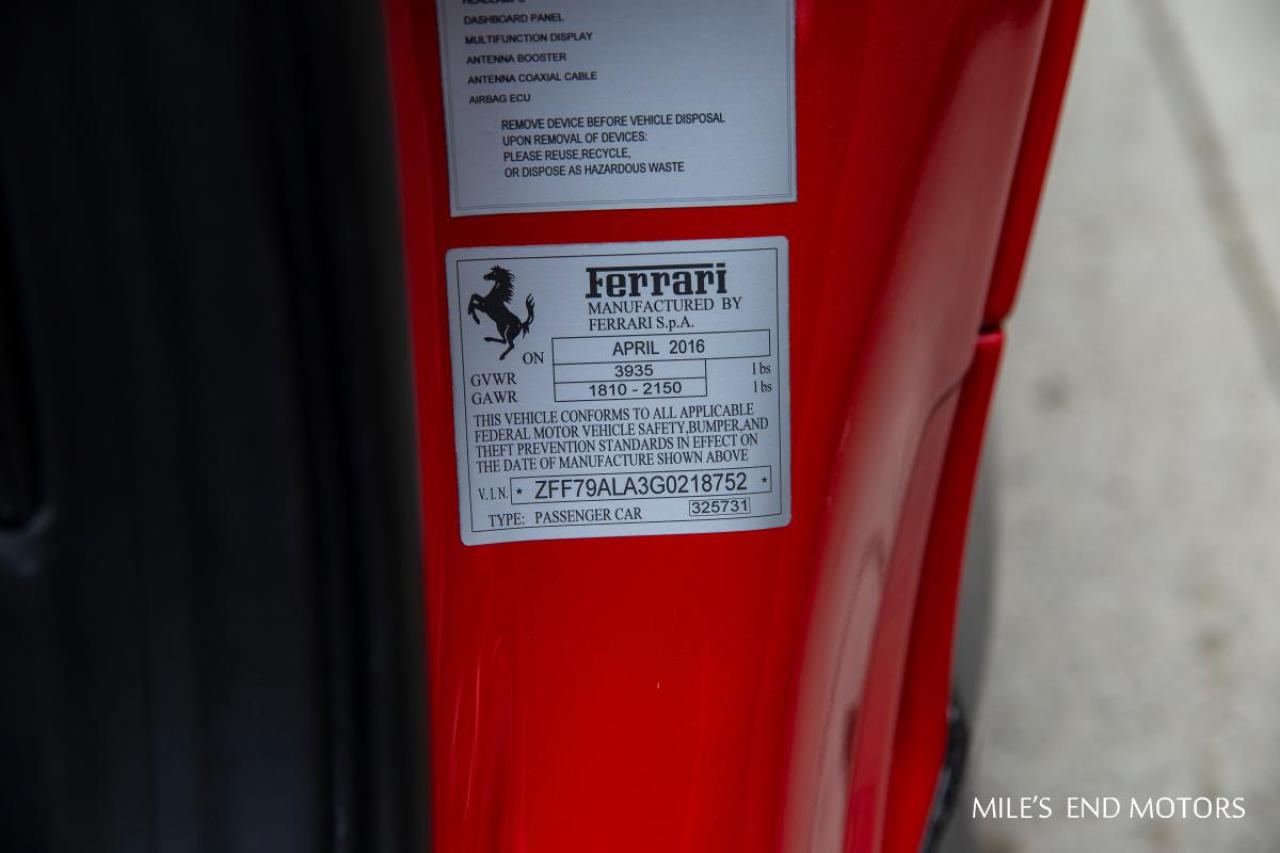 HEADLAMPS
DASHBOARD PANEL
MULTIFUNCTION DISPLAY
ANTENNA BOOSTER
ANTENNA COAXIAL CABLE
AIRBAG ECU
REMOVE DEVICE BEFORE VEHICLE DISPOSAL
UPON REMOVAL OF DEVICES:
PLEASE REUSE,RECYCLE,
OR DISPOSE AS HAZARDOUS WASTE
Ferrari
MANUFACTURED BY
FERRARI S.p.A.
ON APRIL 2016
GVWR 3935 lbs
GAWR 1810 - 2150 lbs
THIS VEHICLE CONFORMS TO ALL APPLICABLE
FEDERAL MOTOR VEHICLE SAFETY,BUMPER,AND
THEFT PREVENTION STANDARDS IN EFFECT ON
THE DATE OF MANUFACTURE SHOWN ABOVE
V.I.N. * ZFF79ALA3G0218752 *
TYPE: PASSENGER CAR 325731
MILE'S END MOTORS